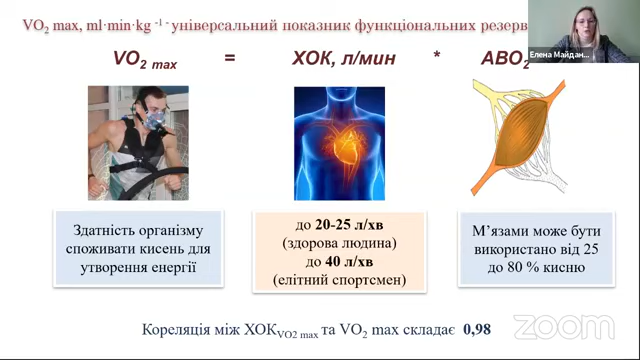 VO2 max, ml·min·kg -1 - універсальний показник функціональних резерв
Елена Майдан...
VO2 max = ХОК, л/мин * АВО2
Здатність організму
споживати кисень для
утворення енергії
до 20-25 л/хв
(здорова людина)
до 40 л/хв
(елітний спортсмен)
М'язами може бути
використано від 25
до 80 % кисню
Кореляція між ХОКVO2 max та VO2 max складає 0,98
zoom